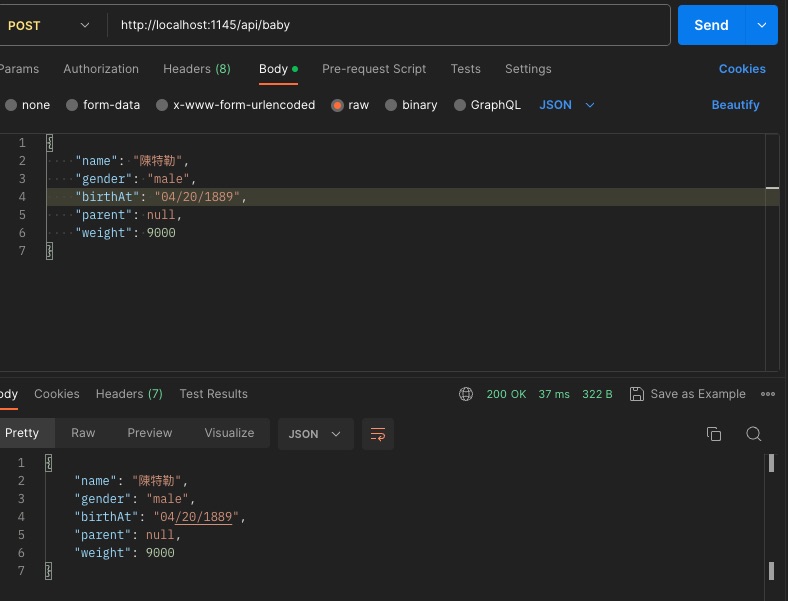 POST http://localhost:1145/api/baby Send
Params Authorization Headers (8) Body Pre-request Script Tests Settings Cookies
none form-data x-www-form-urlencoded raw binary GraphQL JSON Beautify
1 {
2 "name": "陳特勒",
3 "gender": "male",
4 "birthAt": "04/20/1889",
5 "parent": null,
6 "weight": 9000
7 }
ody Cookies Headers (7) Test Results 200 OK 37 ms 322 B Save as Example
Pretty Raw Preview Visualize JSON
1 {
2 "name": "陳特勒",
3 "gender": "male",
4 "birthAt": "04/20/1889",
5 "parent": null,
6 "weight": 9000
7 }